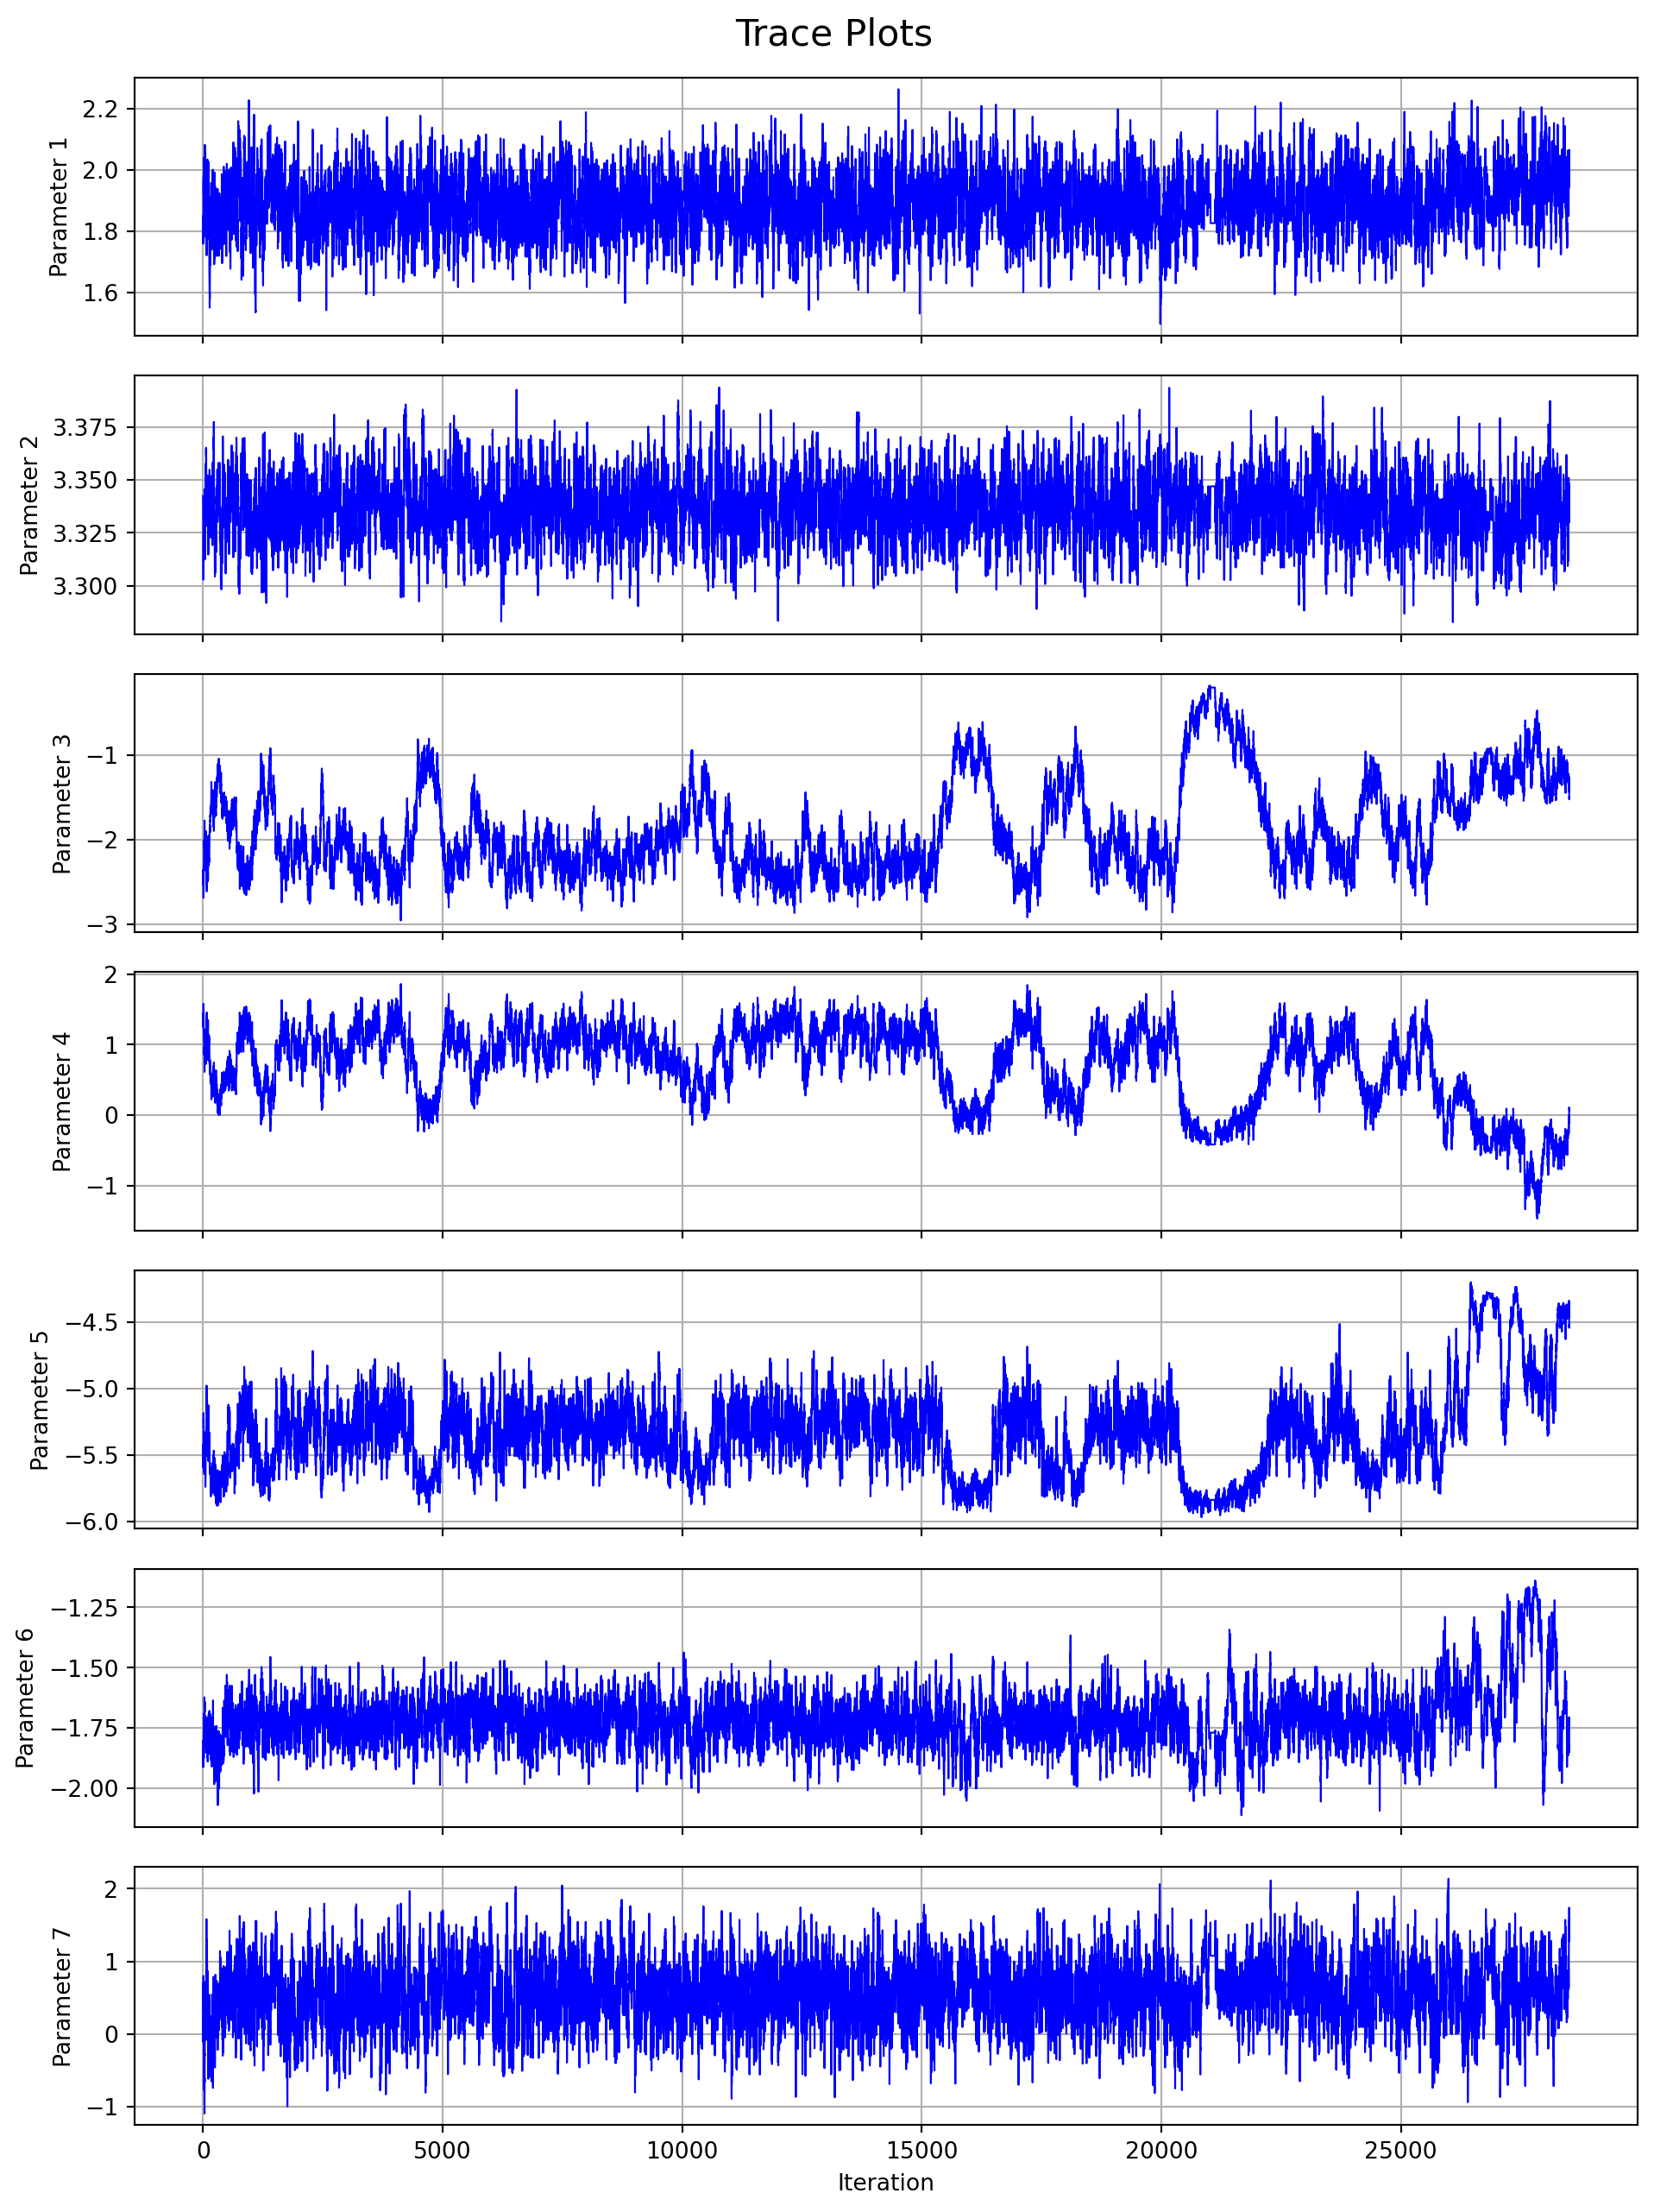 Trace Plots
Parameter 1
2.2
2.0
1.8
1.6
Parameter 2
3.375
3.350
3.325
3.300
Parameter 3
−1
−2
−3
Parameter 4
2
1
0
−1
Parameter 5
−4.5
−5.0
−5.5
−6.0
Parameter 6
−1.25
−1.50
−1.75
−2.00
Parameter 7
2
1
0
−1
0 5000 10000 15000 20000 25000
Iteration